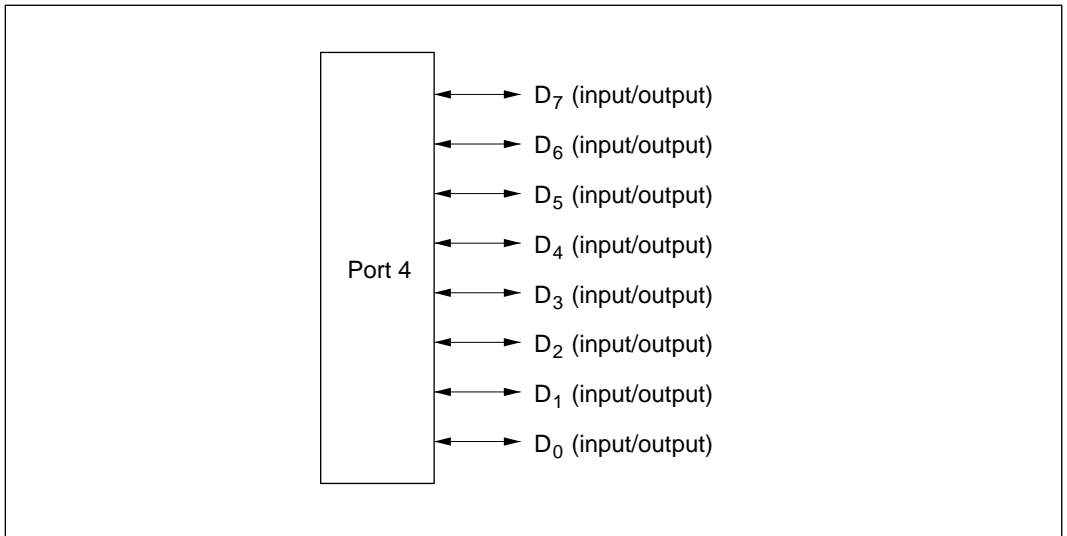 D7 (input/output)
D6 (input/output)
D5 (input/output)
D4 (input/output)
Port 4
D3 (input/output)
D2 (input/output)
D1 (input/output)
D0 (input/output)